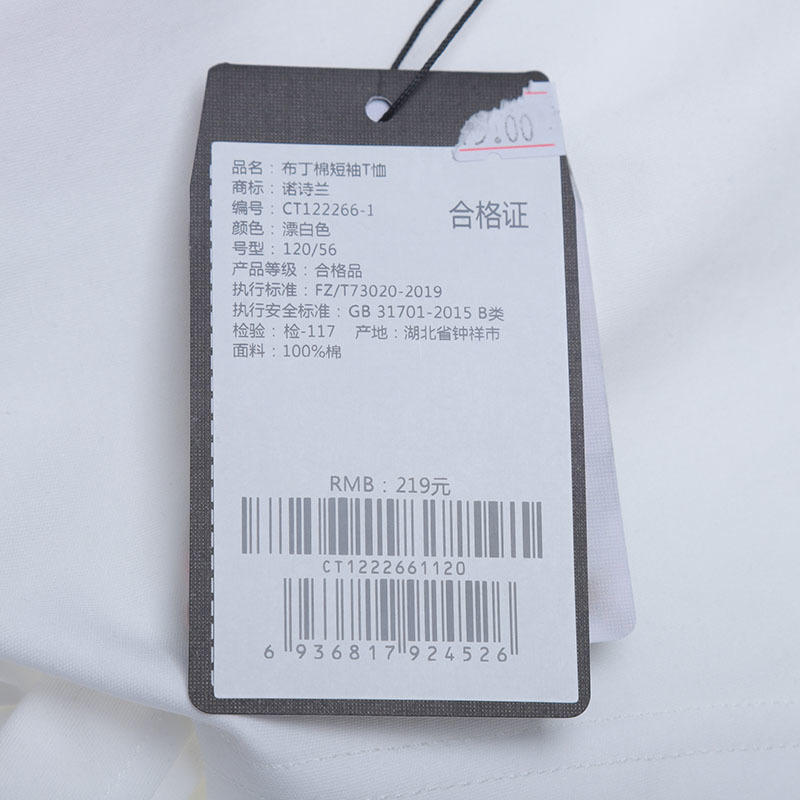 9.00
品名：布丁棉短袖T恤
商标：诺诗兰
编号：CT122266-1
合格证
颜色：漂白色
号型：120/56
产品等级：合格品
执行标准：FZ/T73020-2019
执行安全标准：GB 31701-2015 B类
检验：检-117 产地：湖北省钟祥市
面料：100%棉
RMB：219元
CT1222661120
6 936817 924526